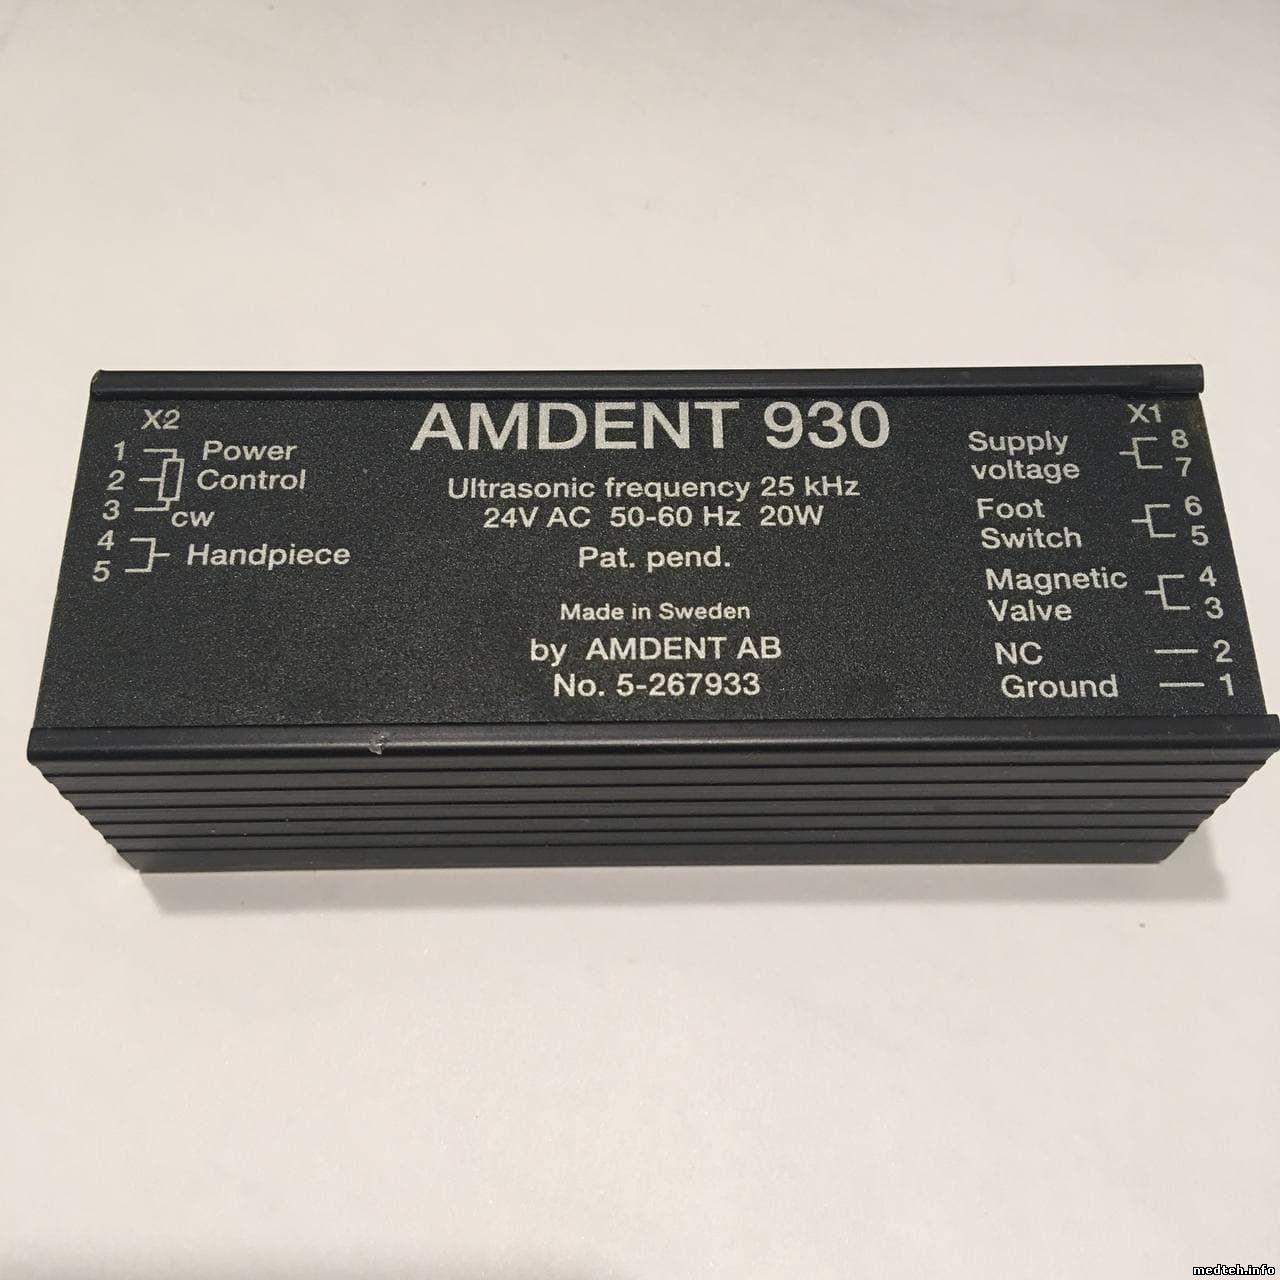 AMDENT 930
Ultrasonic frequency 25 kHz
24V AC 50-60 Hz 20W
Pat. pend.
Made in Sweden
by AMDENT AB
No. 5-267933
X2
1 Power
2 Control
3 CW
4 Handpiece
5
X1
Supply 8
voltage 7
Foot 6
Switch 5
Magnetic 4
Valve 3
NC 2
Ground 1
medteh.info